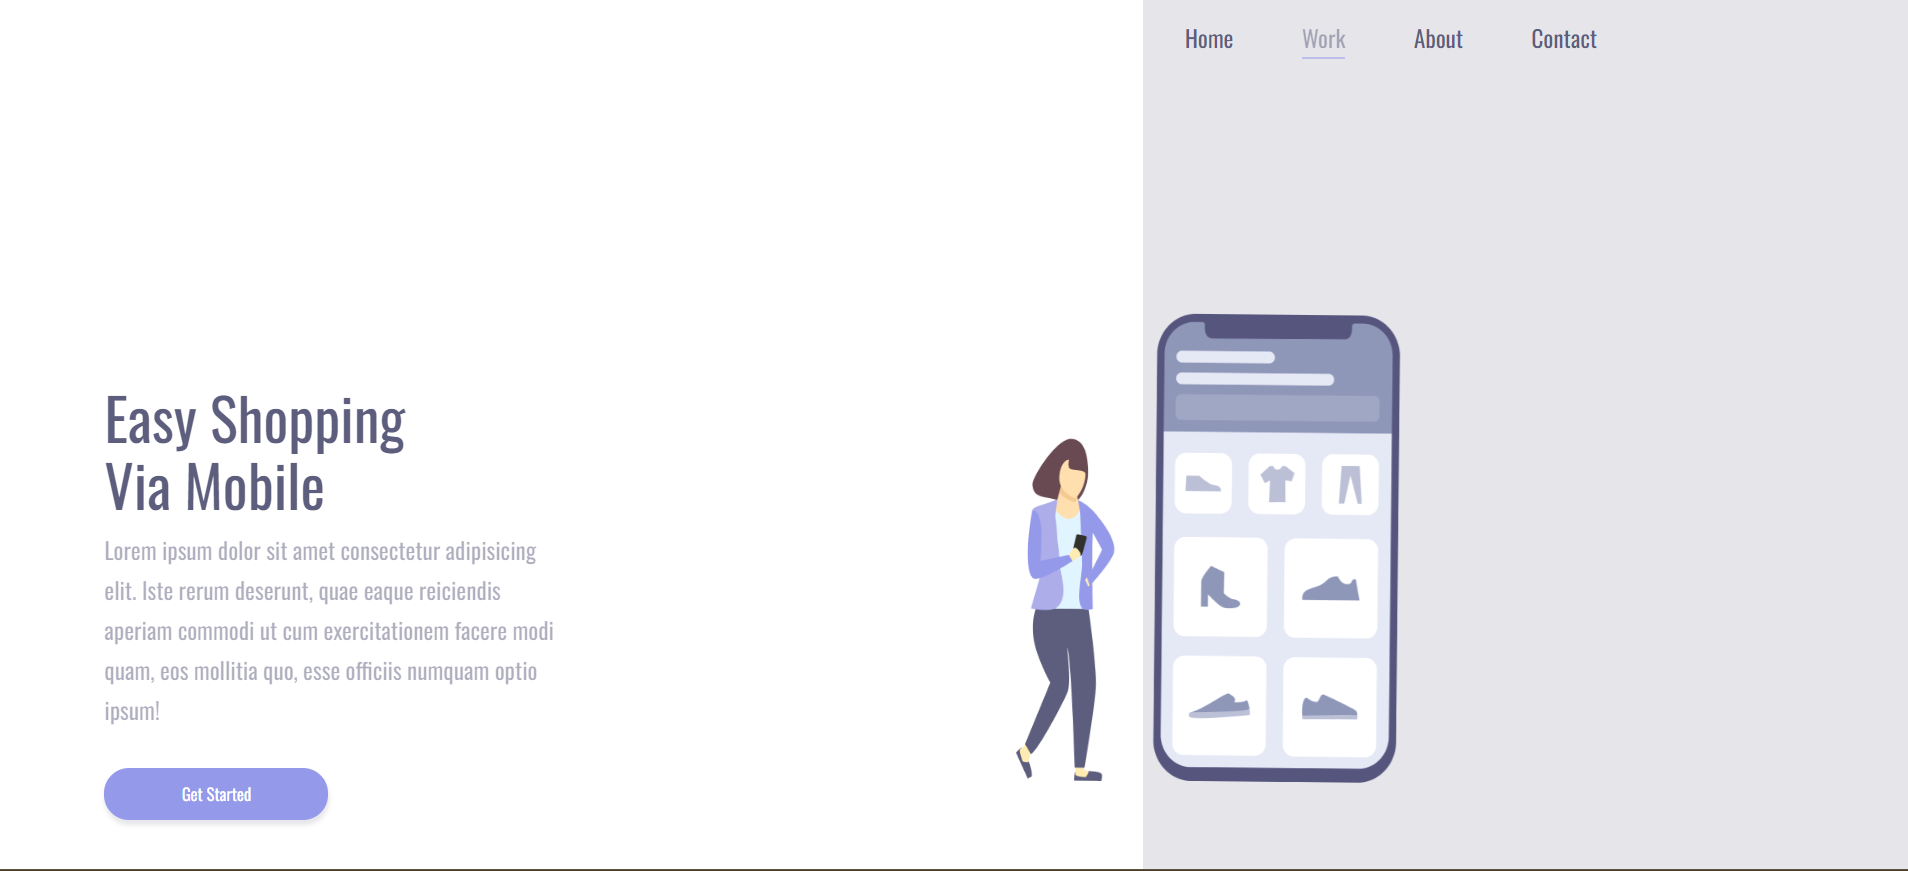 Home Work About Contact
Easy Shopping
Via Mobile
Lorem ipsum dolor sit amet consectetur adipisicing
elit. Iste rerum deserunt, quae eaque reiciendis
aperiam commodi ut cum exercitationem facere modi
quam, eos mollitia quo, esse officiis numquam optio
ipsum!
Get Started